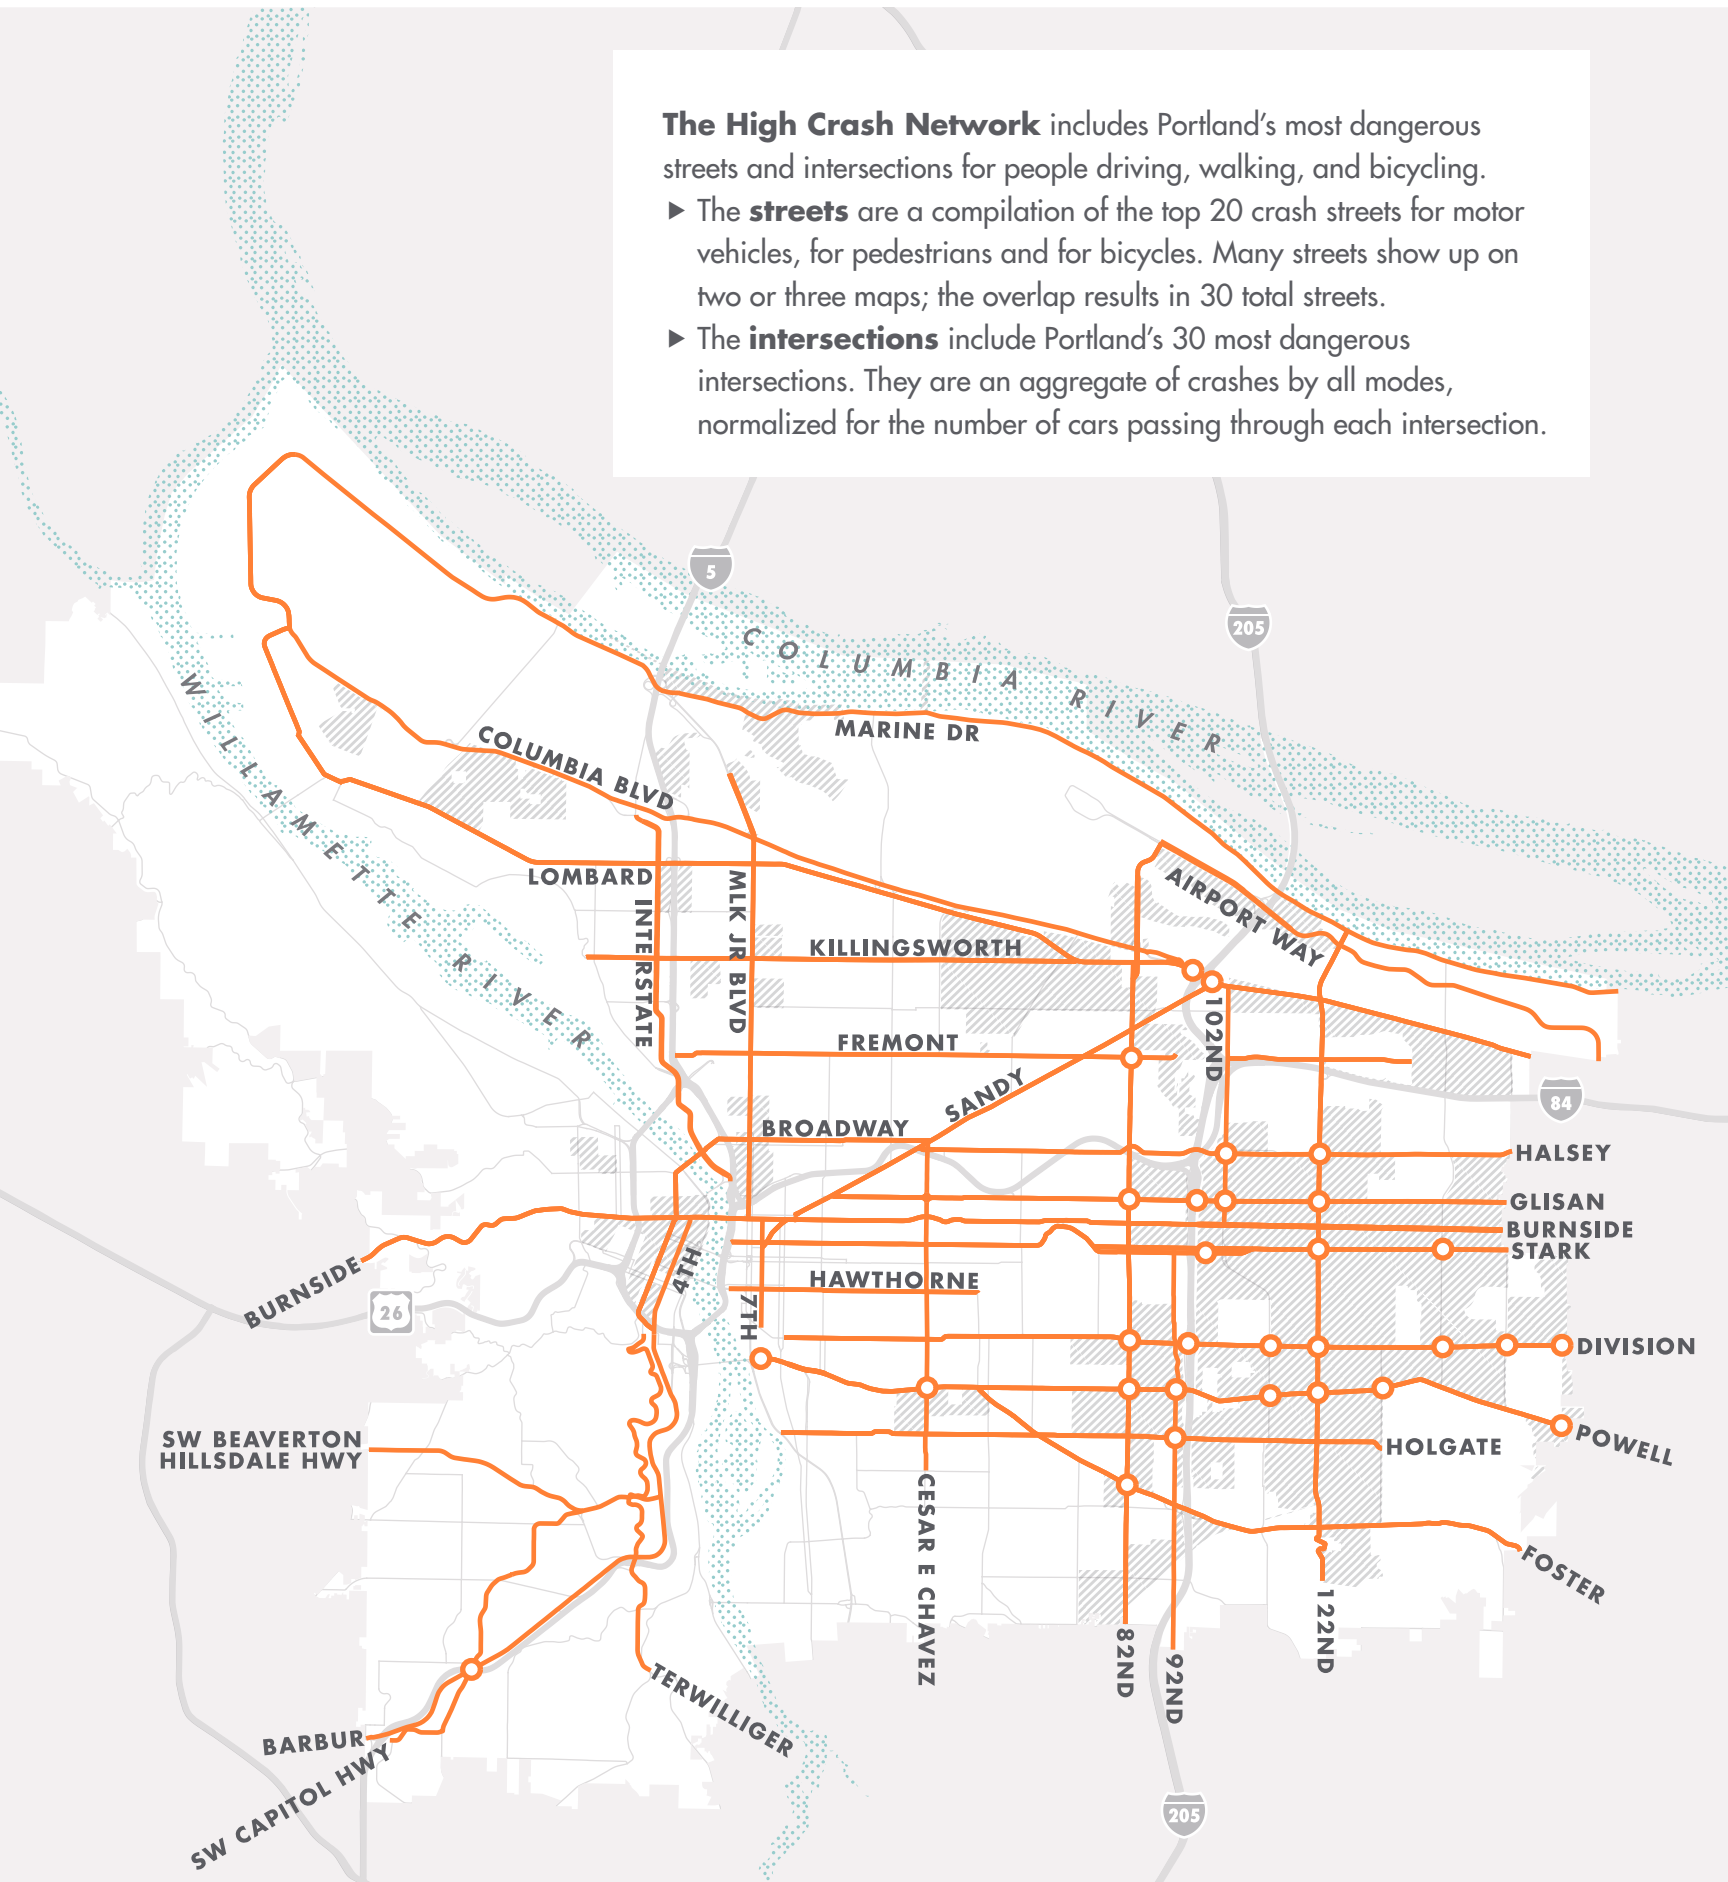 The High Crash Network includes Portland's most dangerous
streets and intersections for people driving, walking, and bicycling.
▶ The streets are a compilation of the top 20 crash streets for motor
vehicles, for pedestrians and for bicycles. Many streets show up on
two or three maps; the overlap results in 30 total streets.
▶ The intersections include Portland's 30 most dangerous
intersections. They are an aggregate of crashes by all modes,
normalized for the number of cars passing through each intersection.
5
205
COLUMBIA RIVER
WILLAMETTE RIVER
MARINE DR
COLUMBIA BLVD
LOMBARD
INTERSTATE
MLK JR BLVD
AIRPORT WAY
KILLINGSWORTH
102ND
FREMONT
SANDY
84
BROADWAY
HALSEY
GLISAN
BURNSIDE
STARK
BURNSIDE
4TH
HAWTHORNE
26
7TH
DIVISION
SW BEAVERTON
HILLSDALE HWY
HOLGATE
POWELL
CESAR E CHAVEZ
FOSTER
122ND
82ND
92ND
TERWILLIGER
BARBUR
SW CAPITOL HWY
205